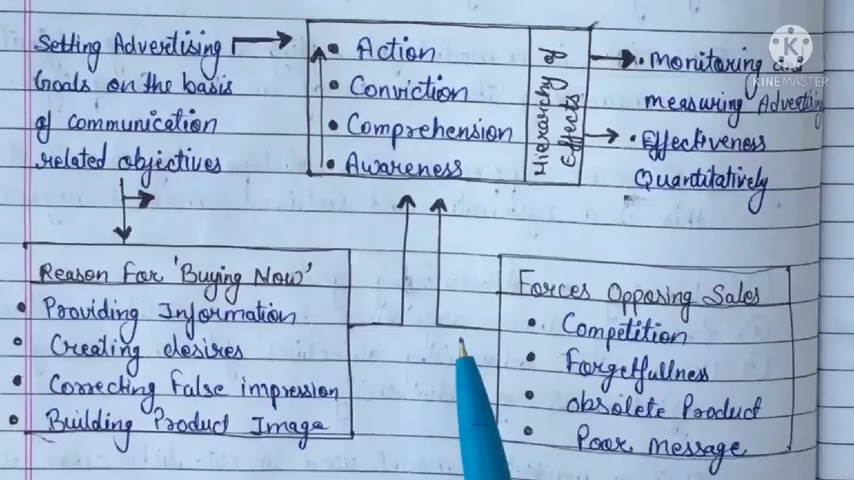 Setting Advertising
Goals on the basis
of communication
related objectives
• Action
• Conviction
• Comprehension
• Awareness
Hierarchy of
Effects
• Monitoring and
measuring Advertising
• Effectiveness
Quantitatively
K
KINEMASTER
Reason For 'Buying Now'
• Providing Information
• Creating desires
• Correcting False impression
• Building Product Image
Forces Opposing Sales
• Competition
• Forgetfullness
• obsolete Product
• Poor message